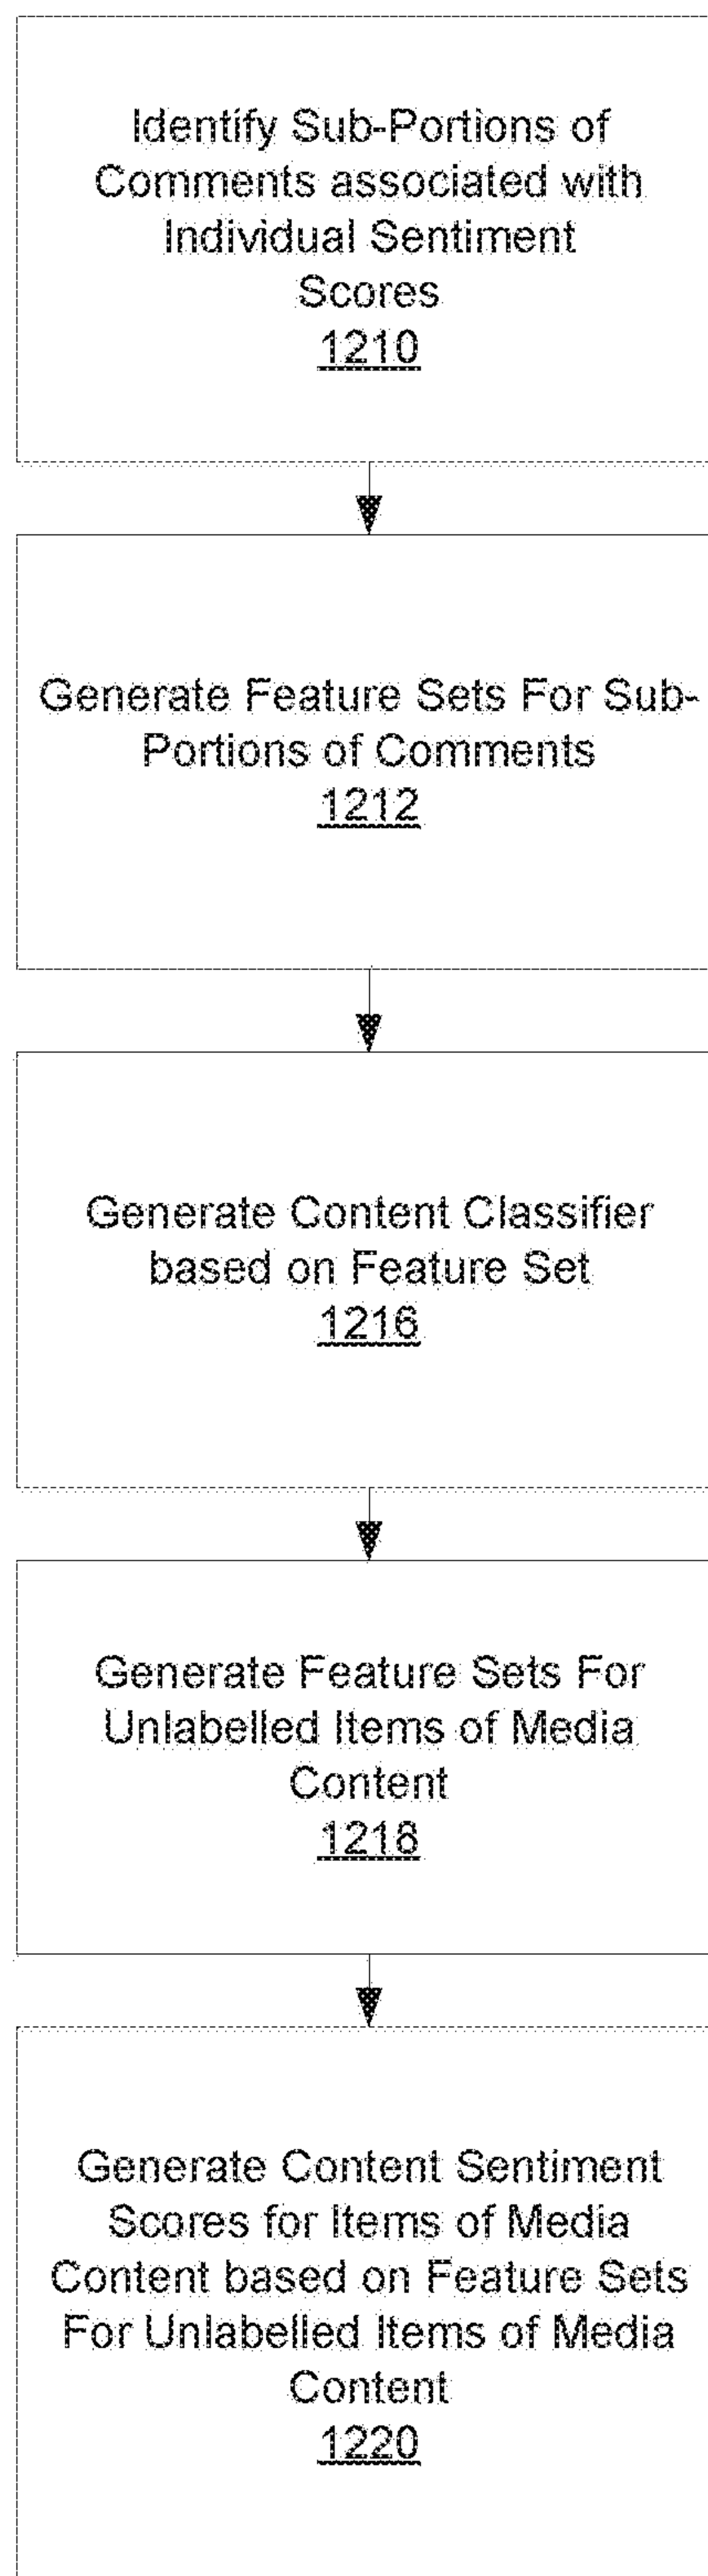 Identify Sub-Portions of
Comments associated with
Individual Sentiment
Scores
1210
Generate Feature Sets For Sub-
Portions of Comments
1212
Generate Content Classifier
based on Feature Set
1216
Generate Feature Sets For
Unlabelled Items of Media
Content
1218
Generate Content Sentiment
Scores for Items of Media
Content based on Feature Sets
For Unlabelled Items of Media
Content
1220